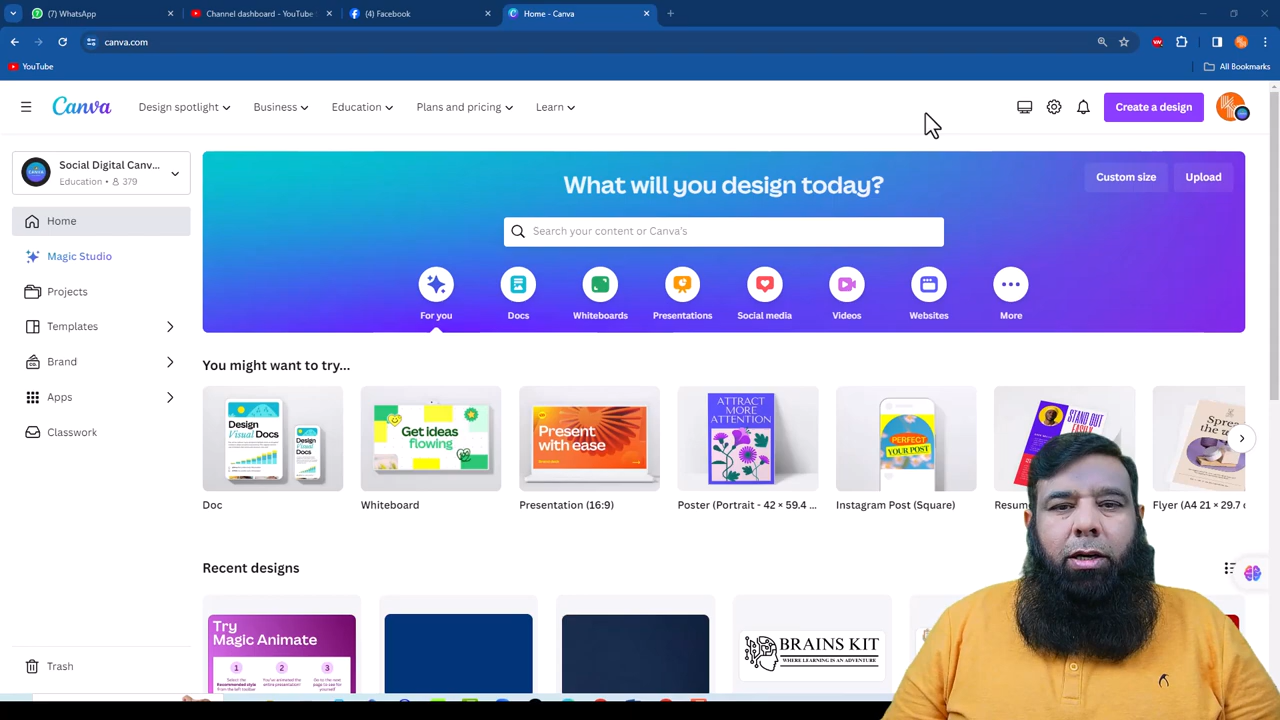 (7) WhatsApp
Channel dashboard - YouTube
(4) Facebook
Home - Canva
canva.com
YouTube
All Bookmarks
Canva
Design spotlight
Business
Education
Plans and pricing
Learn
Create a design
Social Digital Canv...
Education • 379
Home
Magic Studio
Projects
Templates
Brand
Apps
Classwork
Trash
What will you design today?
Custom size
Upload
Search your content or Canva's
For you
Docs
Whiteboards
Presentations
Social media
Videos
Websites
More
You might want to try...
Design
Visual Docs
Design
Visual Docs
Get ideas
flowing
Present
with ease
ATTRACT
MORE
ATTENTION
PERFECT
YOUR POST
STAND OUT
Doc
Whiteboard
Presentation (16:9)
Poster (Portrait - 42 × 59.4 ...
Instagram Post (Square)
Flyer (A4 21 × 29.7 c
Recent designs
Try
Magic Animate
1
2
3
BRAINS KIT
WHERE LEARNING IS AN ADVENTURE